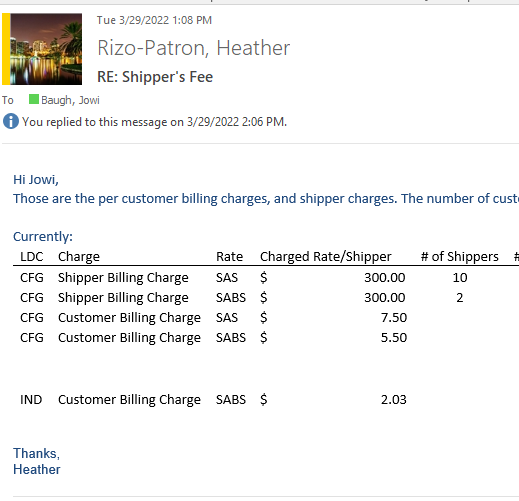 Tue 3/29/2022 1:08 PM
Rizo-Patron, Heather
RE: Shipper's Fee
To Baugh, Jowi
You replied to this message on 3/29/2022 2:06 PM.
Hi Jowi,
Those are the per customer billing charges, and shipper charges. The number of cust
Currently:
LDC Charge Rate Charged Rate/Shipper # of Shippers #
CFG Shipper Billing Charge SAS $ 300.00 10
CFG Shipper Billing Charge SABS $ 300.00 2
CFG Customer Billing Charge SAS $ 7.50
CFG Customer Billing Charge SABS $ 5.50
IND Customer Billing Charge SABS $ 2.03
Thanks,
Heather